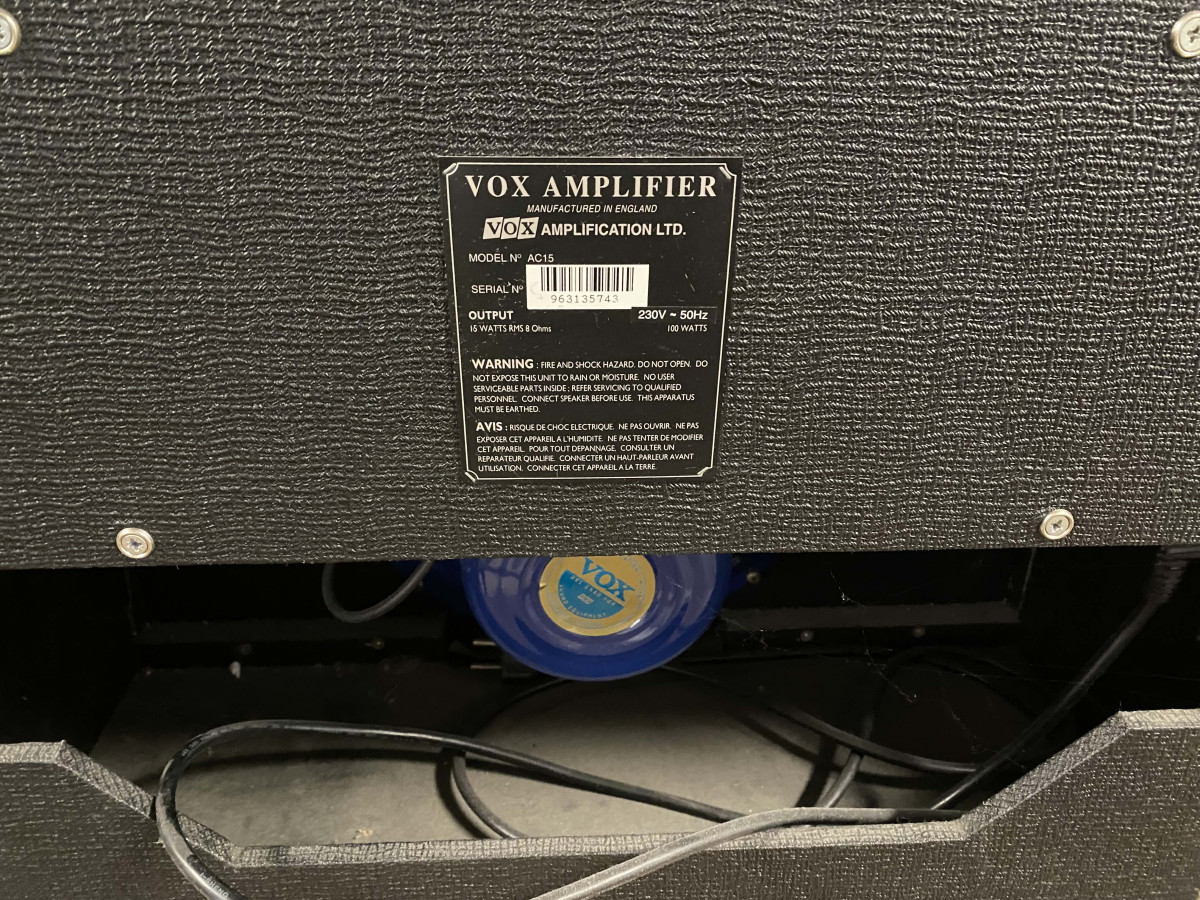 VOX AMPLIFIER
MANUFACTURED IN ENGLAND
VOX AMPLIFICATION LTD.
MODEL Nº AC15
SERIAL Nº 963135743
OUTPUT 230V ~ 50Hz
15 WATTS RMS 8 Ohms 100 WATTS
WARNING : FIRE AND SHOCK HAZARD. DO NOT OPEN. DO
NOT EXPOSE THIS UNIT TO RAIN OR MOISTURE. NO USER
SERVICEABLE PARTS INSIDE ; REFER SERVICING TO QUALIFIED
PERSONNEL. CONNECT SPEAKER BEFORE USE. THIS APPARATUS
MUST BE EARTHED.
AVIS : RISQUE DE CHOC ELECTRIQUE. NE PAS OUVRIR. NE PAS
EXPOSER CET APPAREIL A L'HUMIDITE. NE PAS TENTER DE MODIFIER
CET APPAREIL. POUR TOUT DEPANNAGE, CONSULTER UN
REPARATEUR QUALIFIE. CONNECTER UN HAUT-PARLEUR AVANT
UTILISATION. CONNECTER CET APPAREIL A LA TERRE.
VOX
SOUND EQUIPMENT